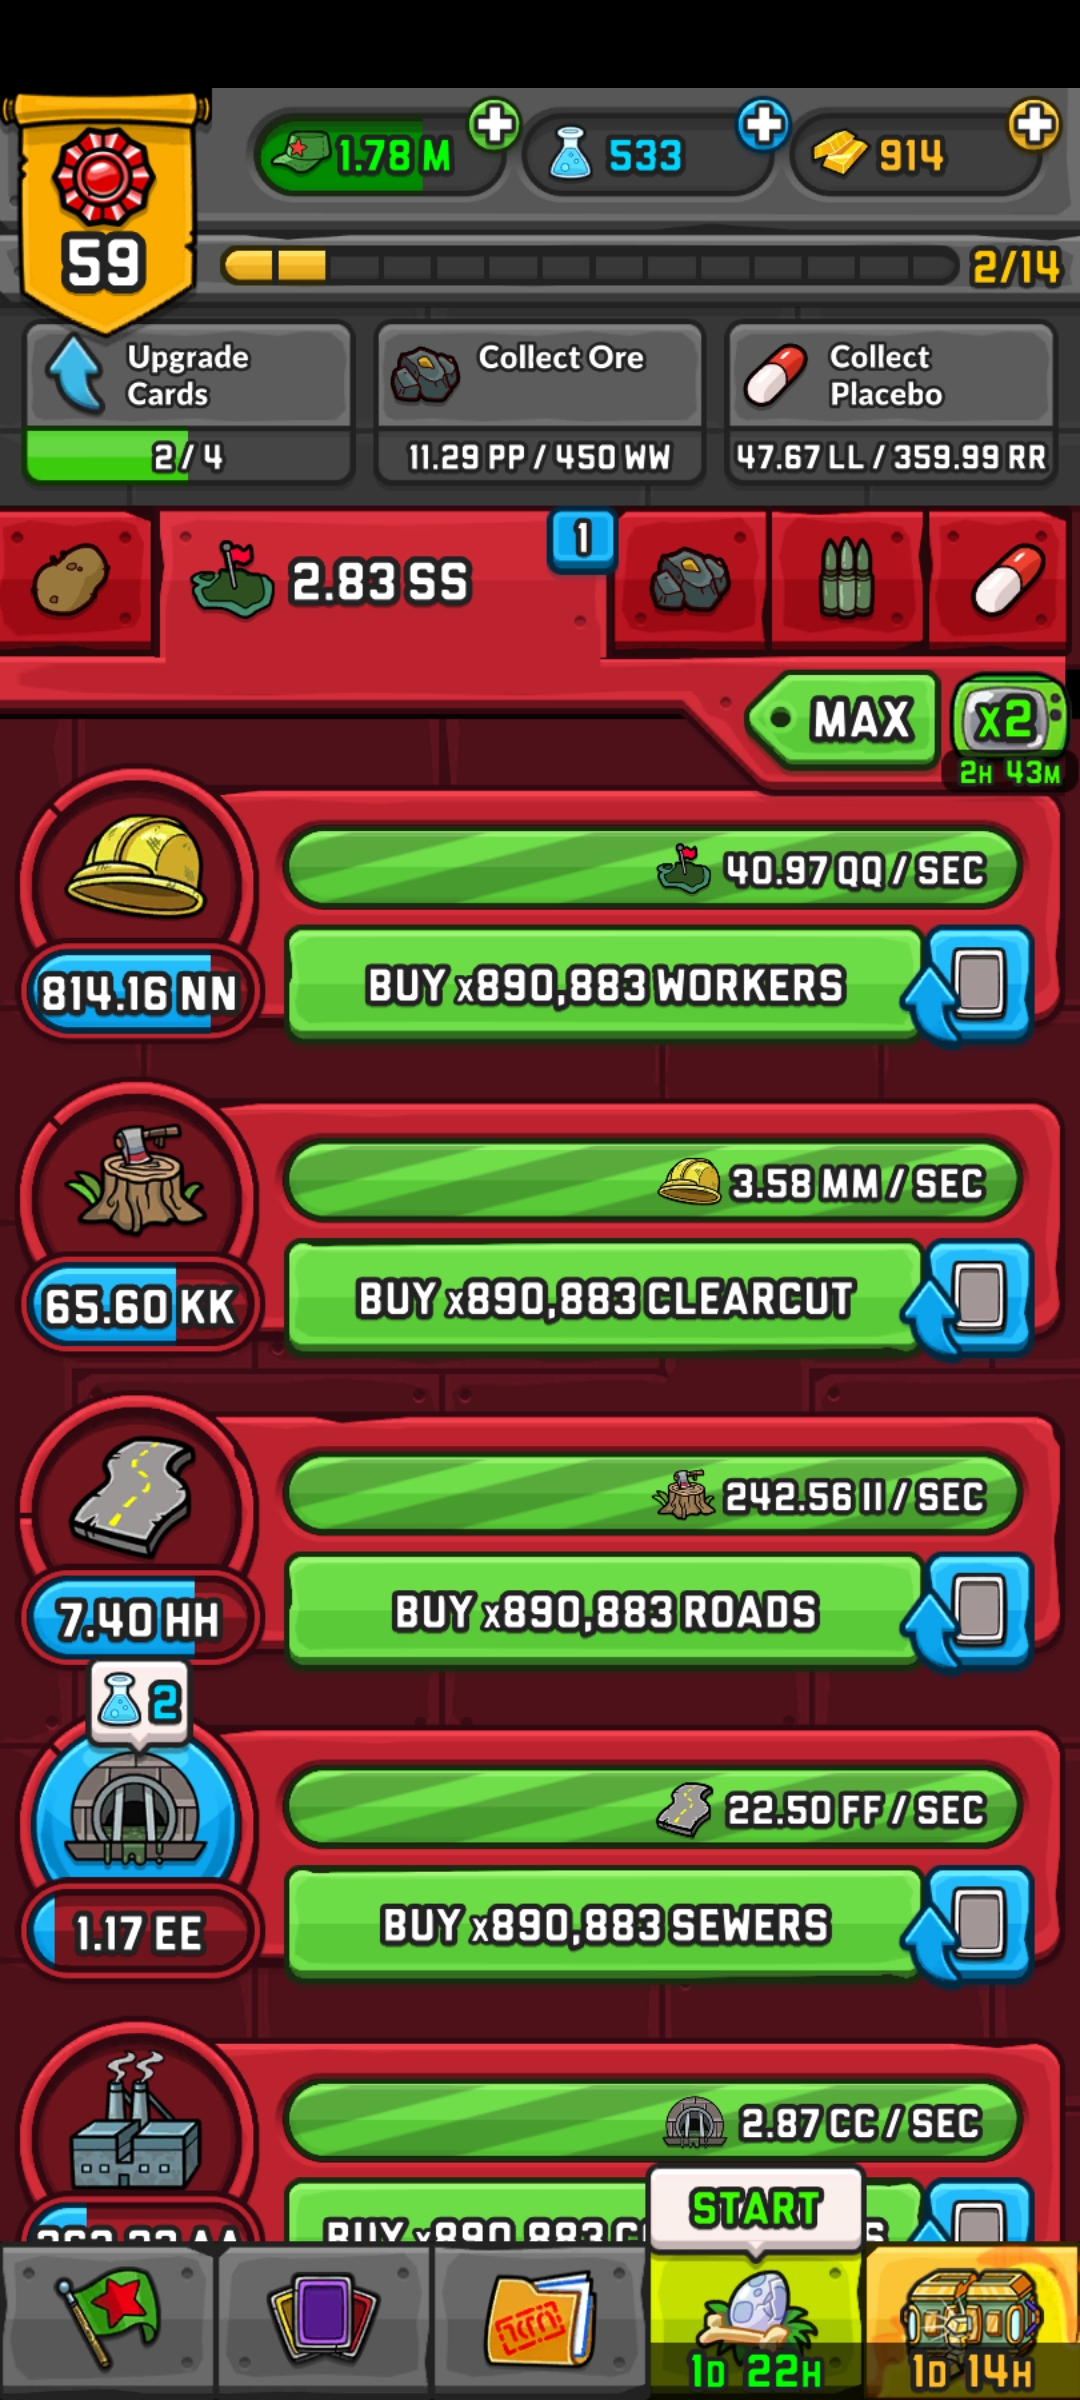 1.78 M
533
914
59
2/14
Upgrade
Cards
2/4
Collect Ore
11.29 PP / 450 WW
Collect
Placebo
47.67 LL / 359.99 RR
2.83 SS
1
MAX
x2
2H 43M
40.97 QQ / SEC
814.16 NN
BUY x890,883 WORKERS
3.58 MM / SEC
65.60 KK
BUY x890,883 CLEARCUT
242.56 II / SEC
7.40 HH
BUY x890,883 ROADS
2
22.50 FF / SEC
1.17 EE
BUY x890,883 SEWERS
2.87 CC / SEC
BUY x890,883
START
1D 22H
1D 14H